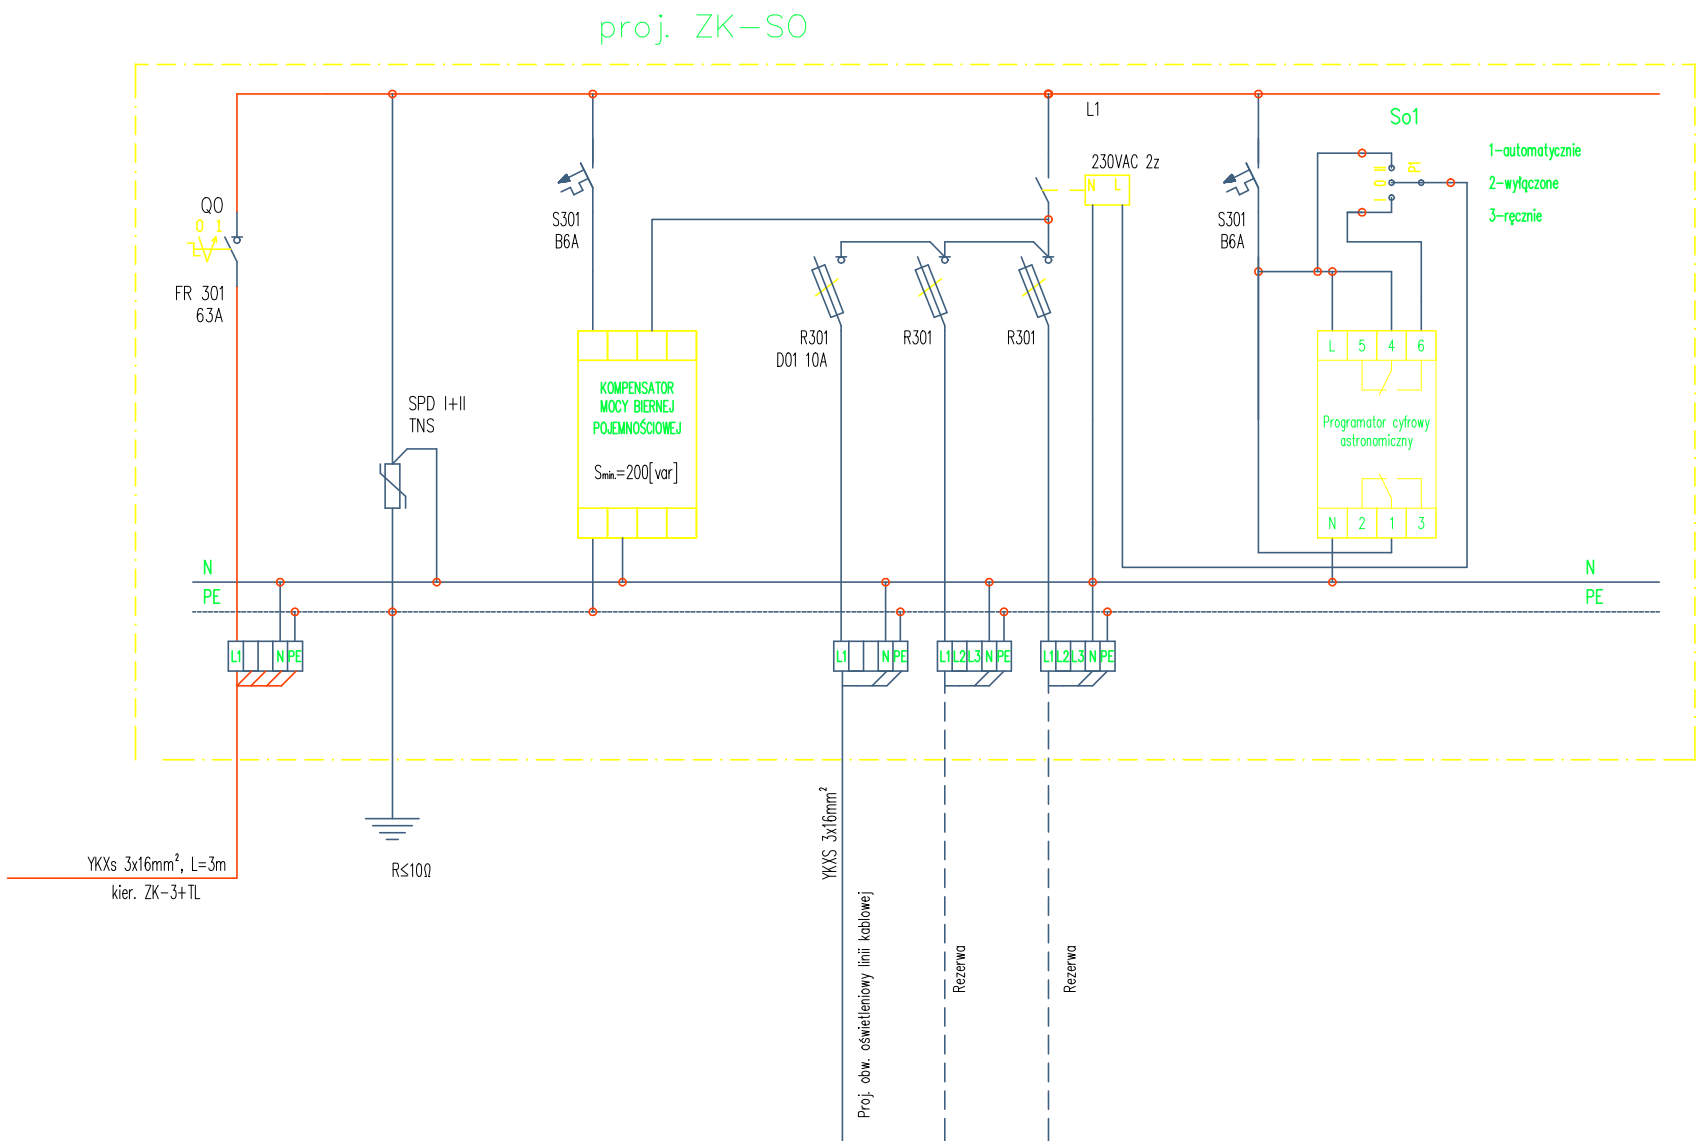 proj. ZK-SO
L1
So1
1-automatycznie
2-wyłączone
3-ręcznie
230VAC 2z
N L
I 0 II
P1
Q0
0 1
FR 301
63A
S301
B6A
S301
B6A
R301
D01 10A
R301
R301
L 5 4 6
Programator cyfrowy
astronomiczny
N 2 1 3
KOMPENSATOR
MOCY BIERNEJ
POJEMNOŚCIOWEJ
Smin.=200[var]
SPD I+II
TNS
N
N
PE
PE
L1 N PE
L1 N PE
L1 L2 L3 N PE
L1 L2 L3 N PE
YKXs 3x16mm², L=3m
kier. ZK-3+TL
R≤10Ω
YKXS 3x16mm²
Proj. obw. oświetleniowy linii kablowej
Rezerwa
Rezerwa